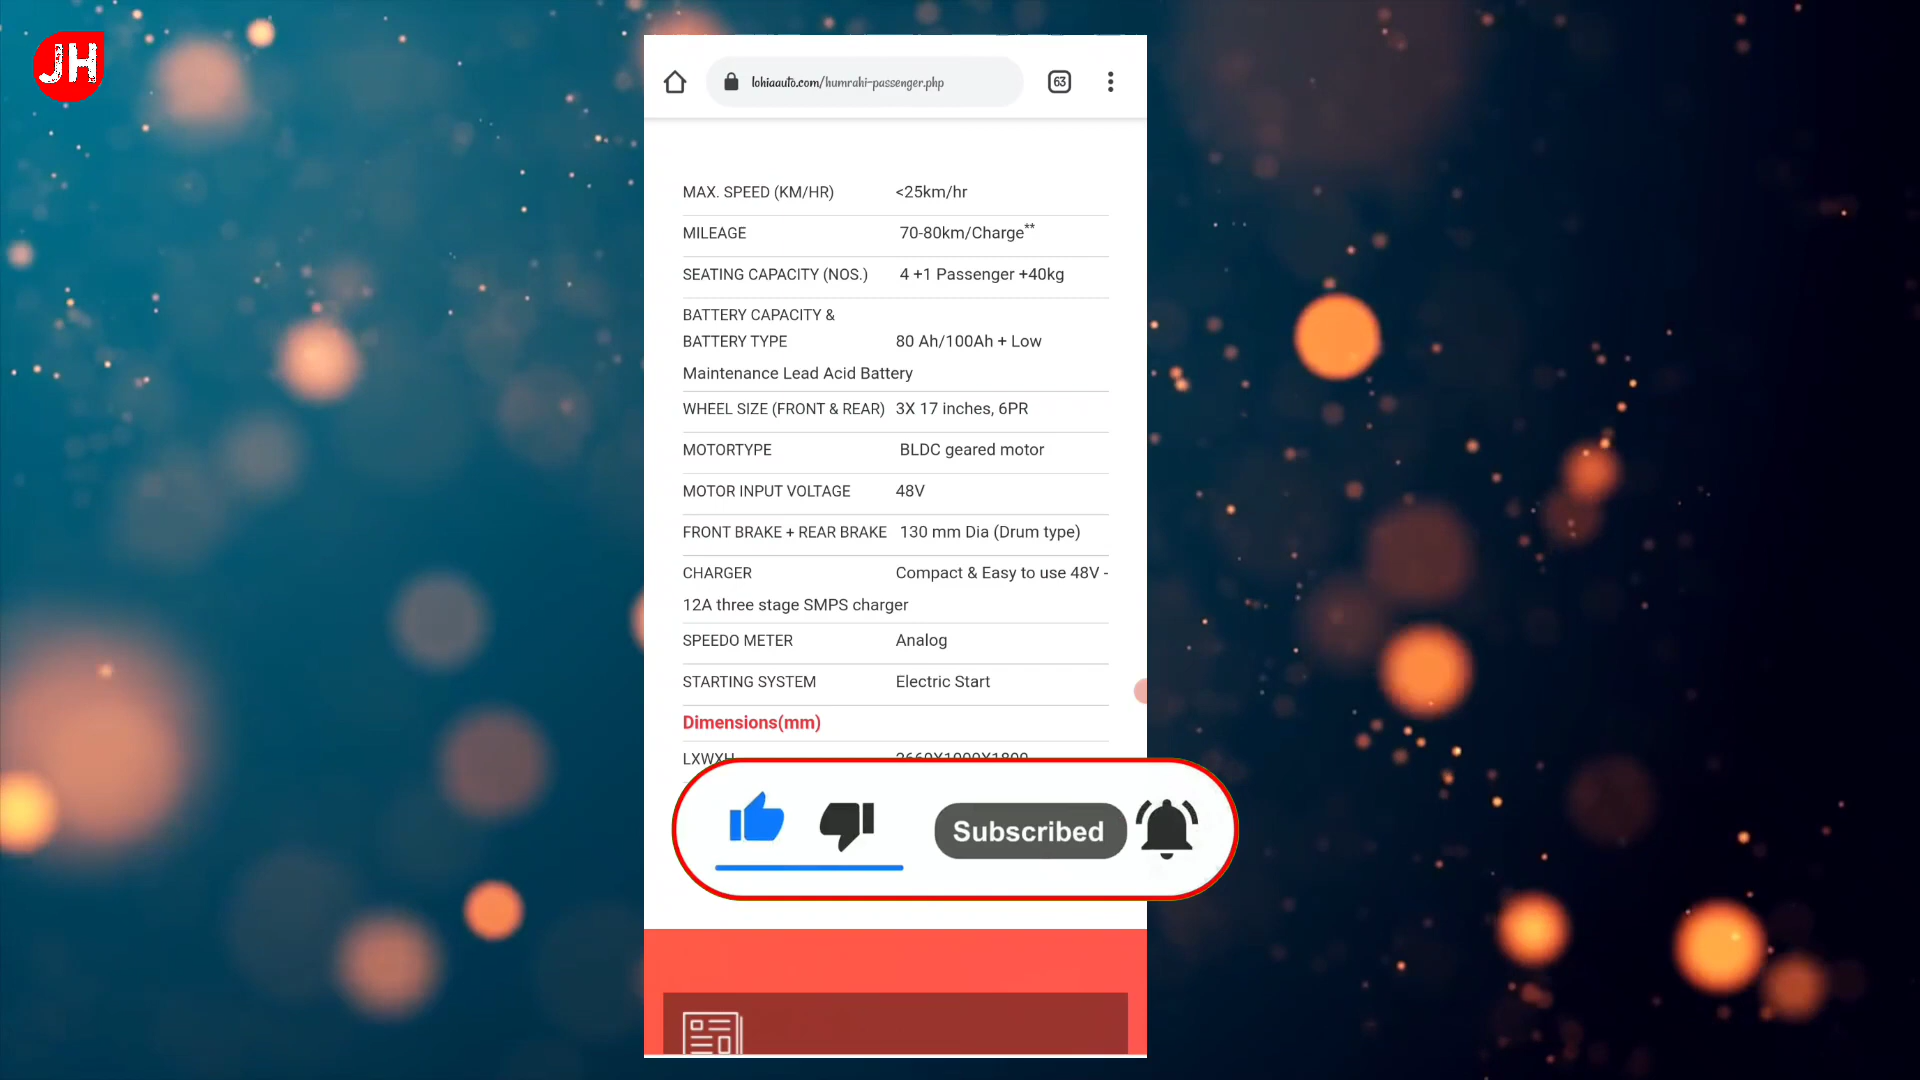 JH
lohiaauto.com/humrahi-passenger.php
63
MAX. SPEED (KM/HR) <25km/hr
MILEAGE 70-80km/Charge**
SEATING CAPACITY (NOS.) 4 +1 Passenger +40kg
BATTERY CAPACITY &
BATTERY TYPE 80 Ah/100Ah + Low
Maintenance Lead Acid Battery
WHEEL SIZE (FRONT & REAR) 3X 17 inches, 6PR
MOTORTYPE BLDC geared motor
MOTOR INPUT VOLTAGE 48V
FRONT BRAKE + REAR BRAKE 130 mm Dia (Drum type)
CHARGER Compact & Easy to use 48V -
12A three stage SMPS charger
SPEEDO METER Analog
STARTING SYSTEM Electric Start
Dimensions(mm)
LXWXH
Subscribed